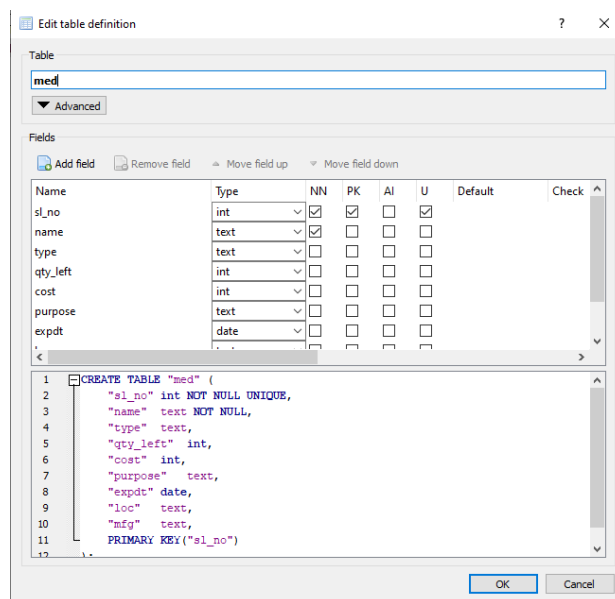 Edit table definition ? ×
Table
med
Advanced
Fields
Add field Remove field Move field up Move field down
Name Type NN PK AI U Default Check
sl_no int
name text
type text
qty_left int
cost int
purpose text
expdt date
1 CREATE TABLE "med" (
2 "sl_no" int NOT NULL UNIQUE,
3 "name" text NOT NULL,
4 "type" text,
5 "qty_left" int,
6 "cost" int,
7 "purpose" text,
8 "expdt" date,
9 "loc" text,
10 "mfg" text,
11 PRIMARY KEY("sl_no")
12 );
OK Cancel